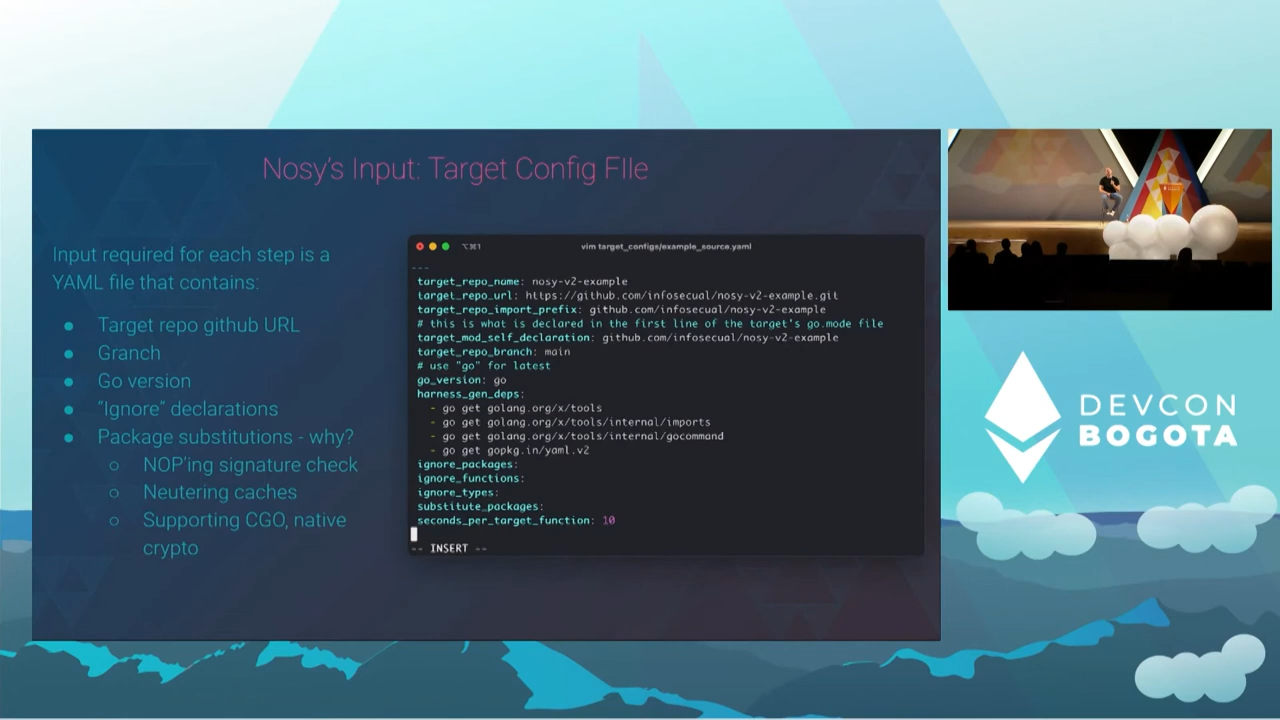 Nosy's Input: Target Config FIle
Input required for each step is a
YAML file that contains:
● Target repo github URL
● Granch
● Go version
● "Ignore" declarations
● Package substitutions - why?
○ NOP'ing signature check
○ Neutering caches
○ Supporting CGO, native
crypto
⌥⌘1
vim target_configs/example_source.yaml
---
target_repo_name: nosy-v2-example
target_repo_url: https://github.com/infosecual/nosy-v2-example.git
target_repo_import_prefix: github.com/infosecual/nosy-v2-example
# this is what is declared in the first line of the target's go.mode file
target_mod_self_declaration: github.com/infosecual/nosy-v2-example
target_repo_branch: main
# use "go" for latest
go_version: go
harness_gen_deps:
- go get golang.org/x/tools
- go get golang.org/x/tools/internal/imports
- go get golang.org/x/tools/internal/gocommand
- go get gopkg.in/yaml.v2
ignore_packages:
ignore_functions:
ignore_types:
substitute_packages:
seconds_per_target_function: 10
-- INSERT --
DEVCON
BOGOTA